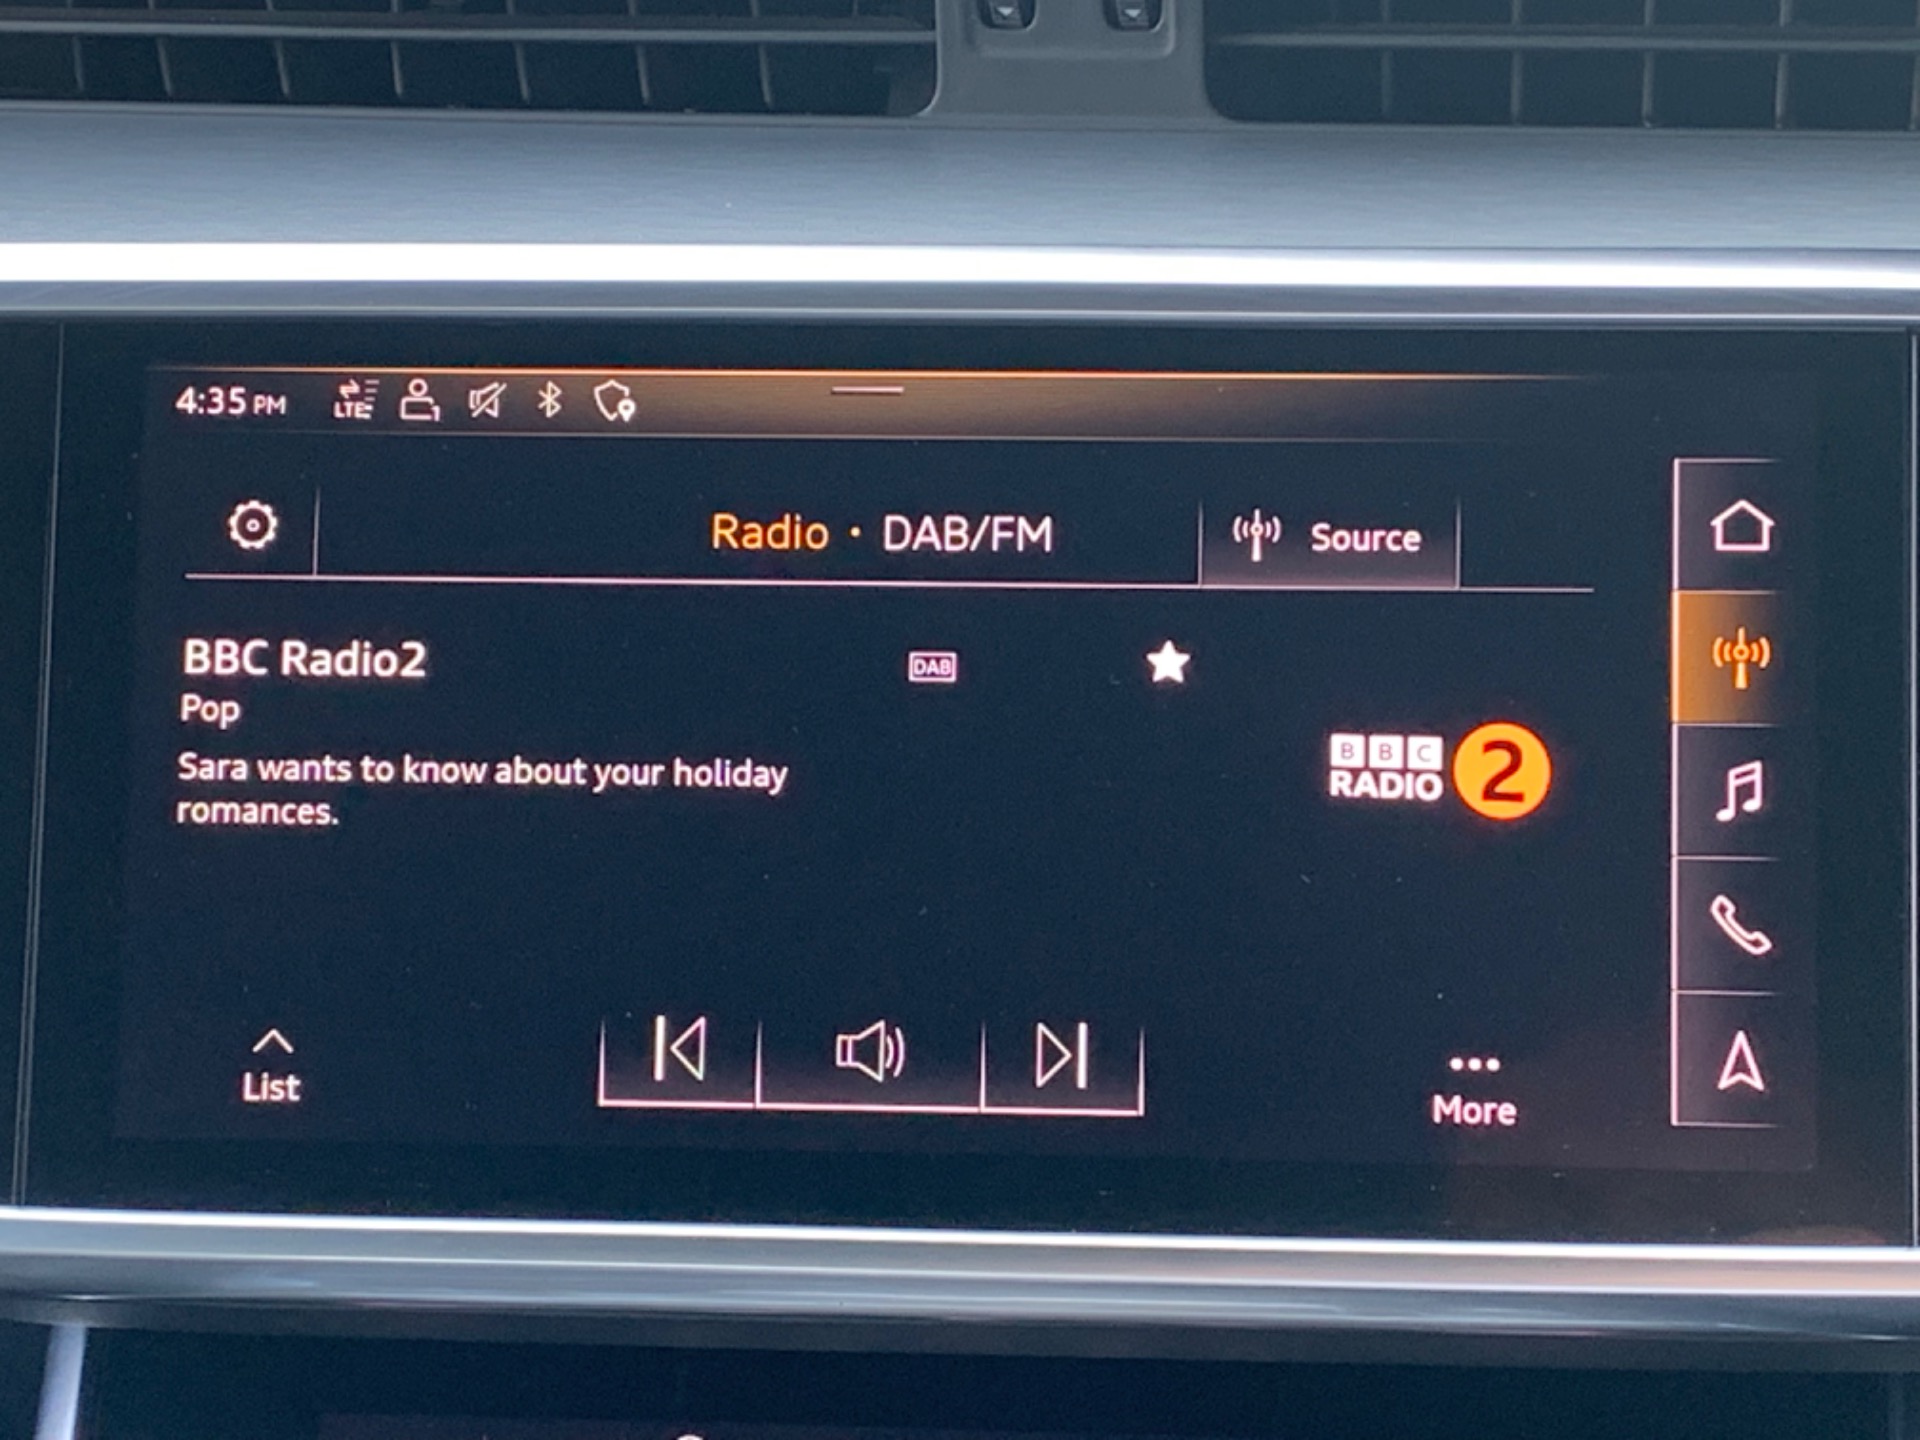 4:35 PM LTE 1
Radio · DAB/FM
Source
BBC Radio2
DAB
Pop
Sara wants to know about your holiday
romances.
BBC
RADIO 2
List
More